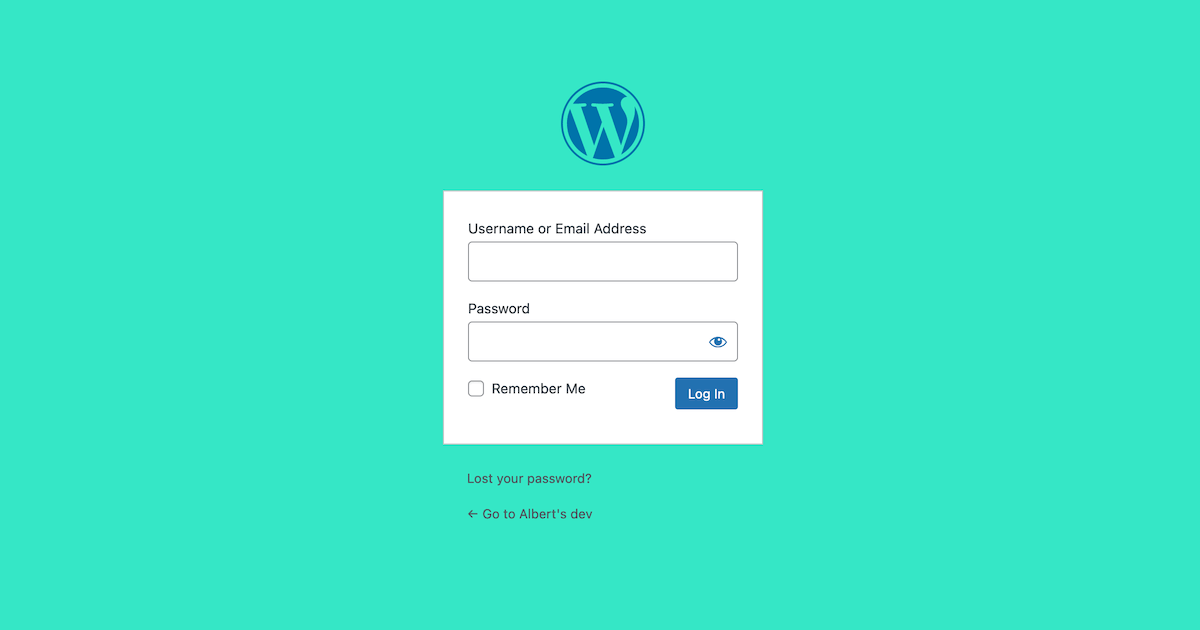 Username or Email Address
Password
Remember Me
Log In
Lost your password?
← Go to Albert's dev